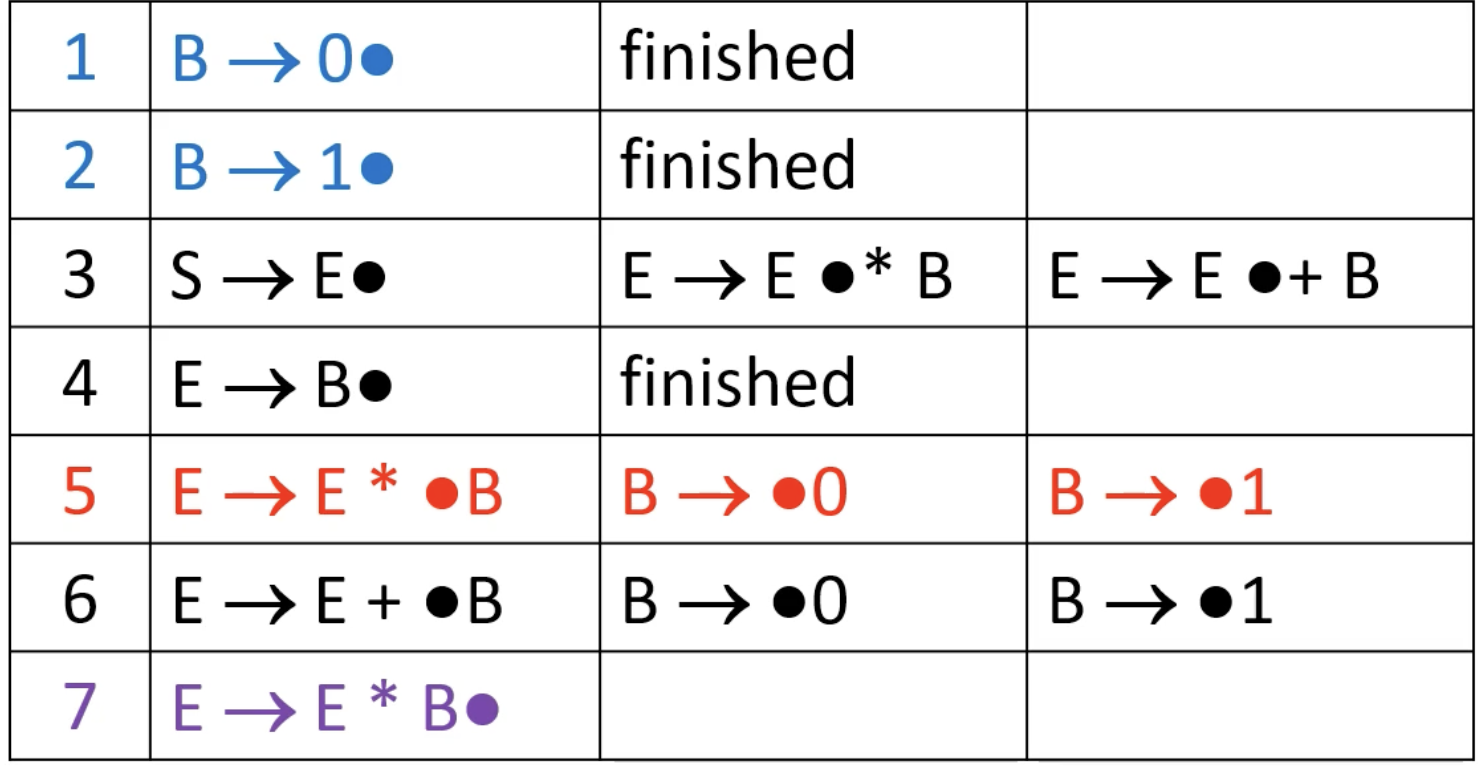 1 B → 0● finished
2 B → 1● finished
3 S → E● E → E ●* B E → E ●+ B
4 E → B● finished
5 E → E * ●B B → ●0 B → ●1
6 E → E + ●B B → ●0 B → ●1
7 E → E * B●